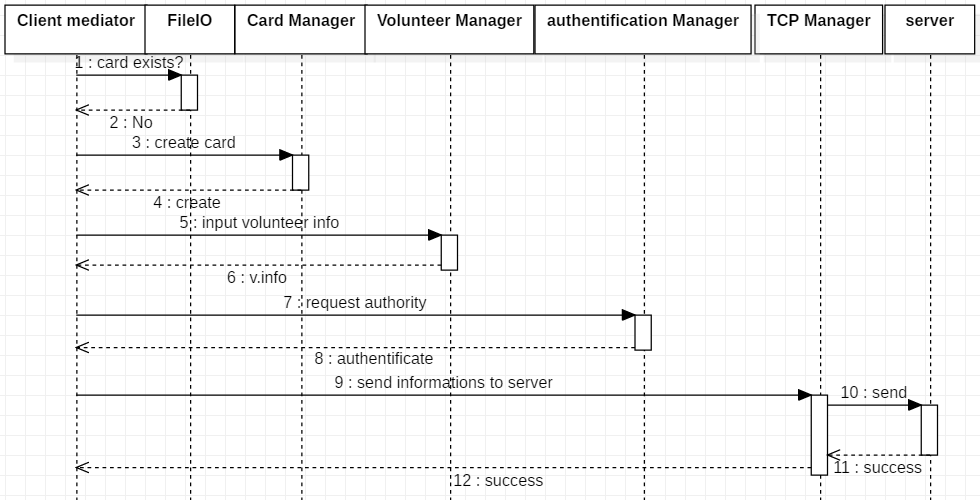 Client mediator
FileIO
Card Manager
Volunteer Manager
authentification Manager
TCP Manager
server
1 : card exists?
2 : No
3 : create card
4 : create
5 : input volunteer info
6 : v.info
7 : request authority
8 : authentificate
9 : send informations to server
10 : send
11 : success
12 : success